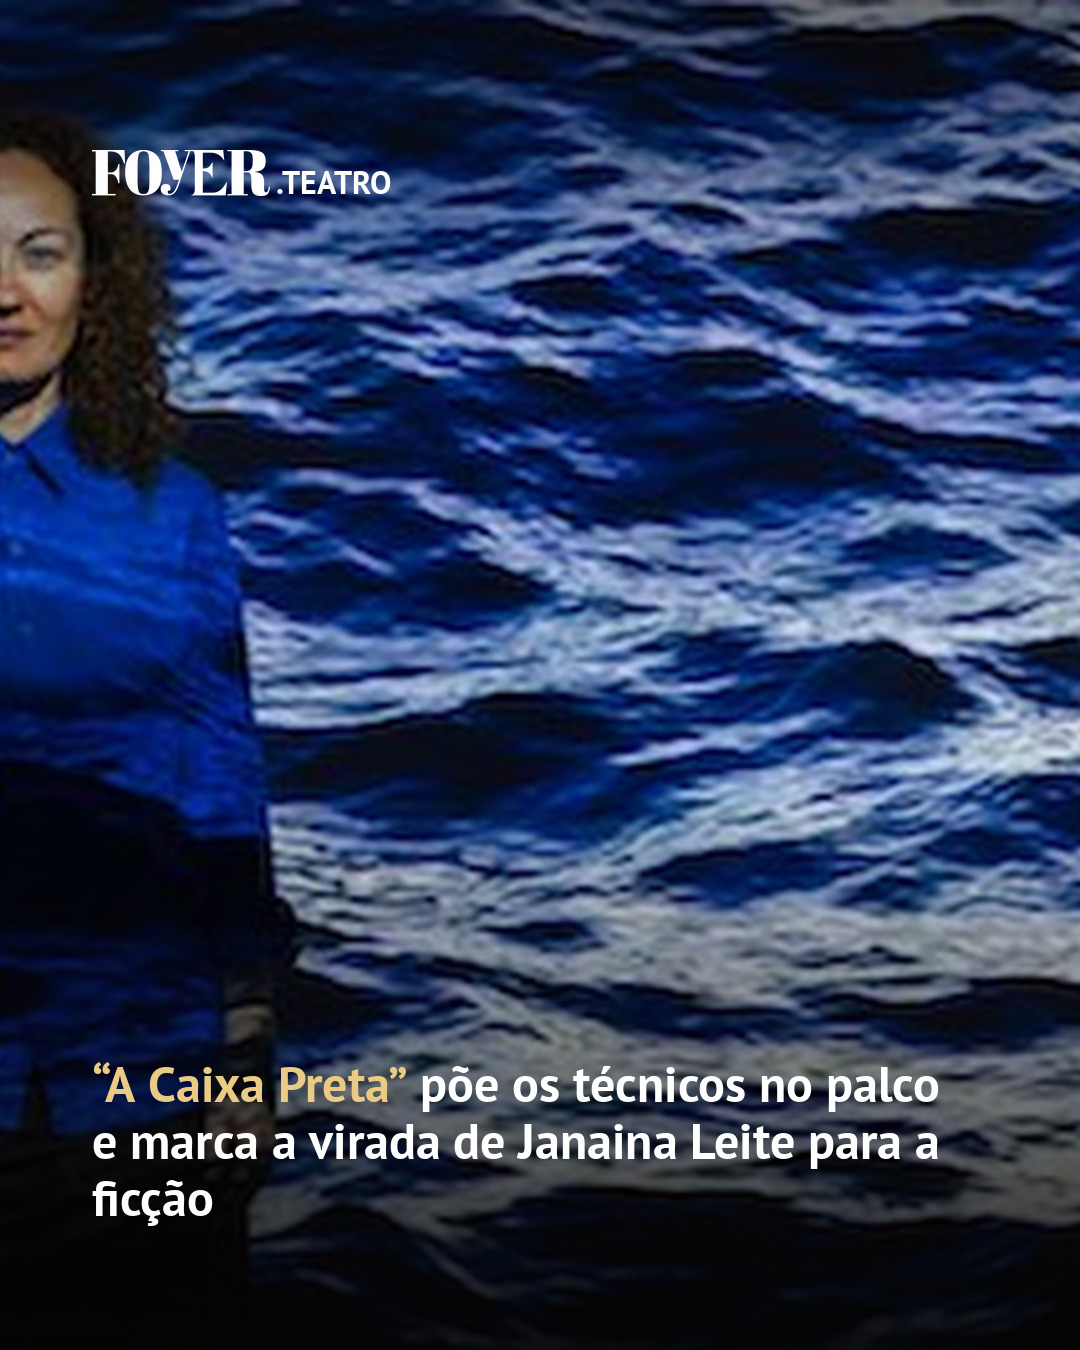 FOYER .TEATRO
“A Caixa Preta” põe os técnicos no palco
e marca a virada de Janaina Leite para a
ficção